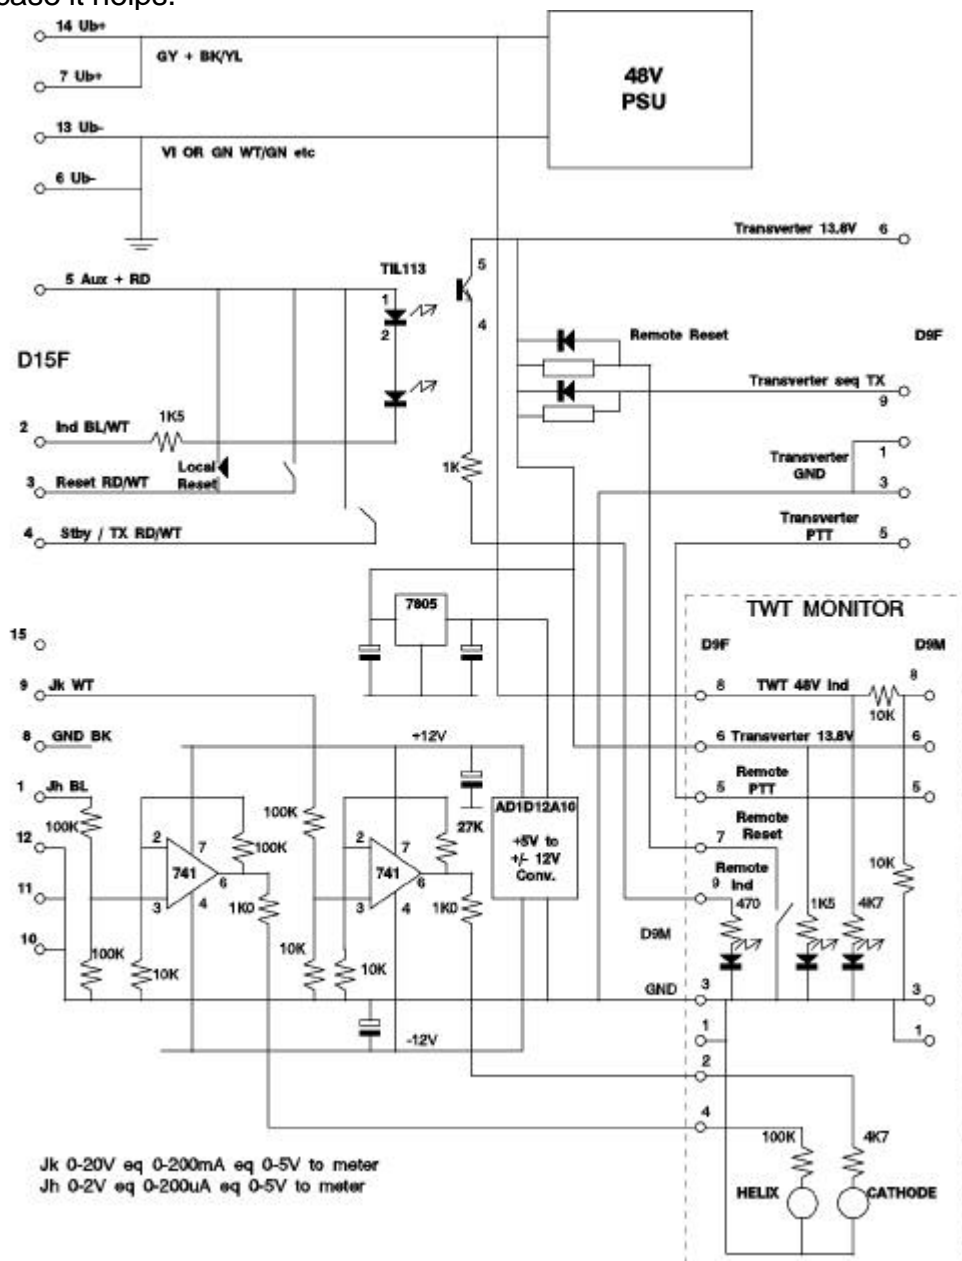 case it helps.
14 Ub+
GY + BK/YL
7 Ub+
48V
PSU
13 Ub-
VI OR GN WT/GN etc
6 Ub-
Transverter 13.8V 6
5 Aux + RD
TIL113
5
1
4
2
Remote Reset
D9F
D15F
Transverter seq TX
9
1K5
2 Ind BL/WT
1
Transverter
GND
1K
Local
Reset
3 Reset RD/WT
3
Transverter
PTT
5
4 Stby / TX RD/WT
7805
TWT MONITOR
15
D9F
D9M
9 Jk WT
8 TWT 48V Ind
8
10K
8 GND BK
+12V
6 Transverter 13.8V 6
Remote
PTT
5
5
1 Jh BL
100K
100K
27K
AD1D12A10
+5V to
+/- 12V
Conv.
Remote
Reset
7
12
2
7
100K
2
7
741
6
741
6
10K
Remote
Ind
9
11
3
4
1K0
3
4
1K0
470
1K5
4K7
D9M
10
100K
10K
10K
10K
GND
3
3
1
1
-12V
2
4
100K
4K7
Jk 0-20V eq 0-200mA eq 0-5V to meter
Jh 0-2V eq 0-200uA eq 0-5V to meter
HELIX
CATHODE